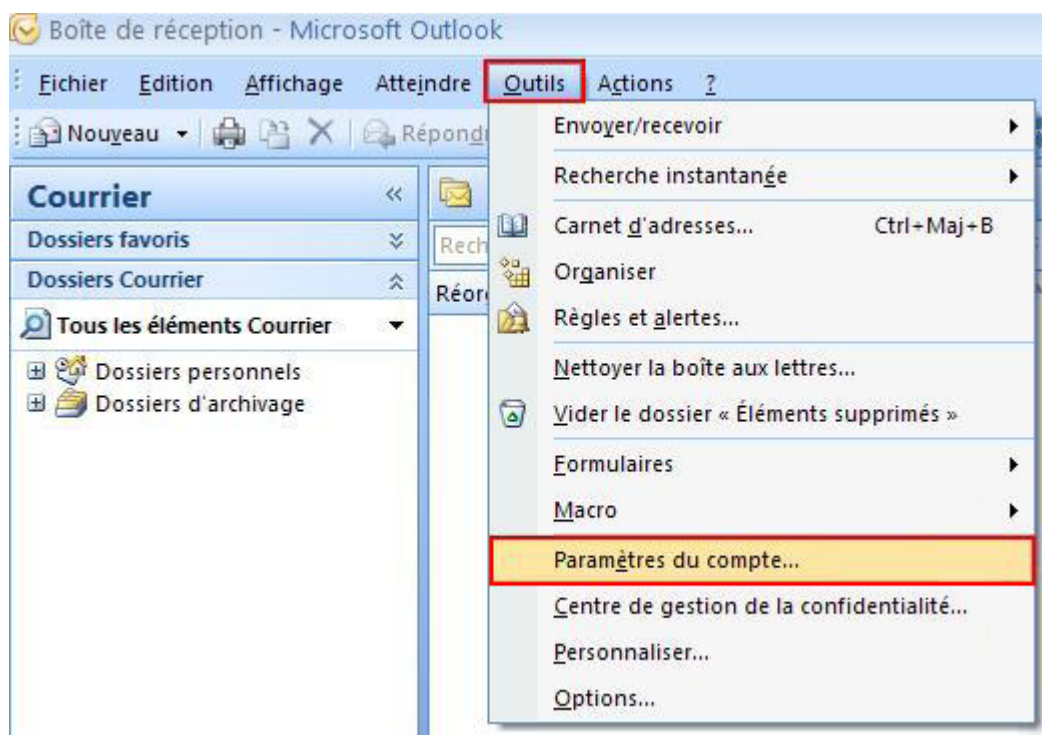 Boîte de réception - Microsoft Outlook
Fichier Edition Affichage Atteindre Outils Actions ?
Nouveau
Courrier
Dossiers favoris
Dossiers Courrier
Tous les éléments Courrier
Dossiers personnels
Dossiers d'archivage
Envoyer/recevoir
Recherche instantanée
Carnet d'adresses... Ctrl+Maj+B
Organiser
Règles et alertes...
Nettoyer la boîte aux lettres...
Vider le dossier « Éléments supprimés »
Formulaires
Macro
Paramètres du compte...
Centre de gestion de la confidentialité...
Personnaliser...
Options...